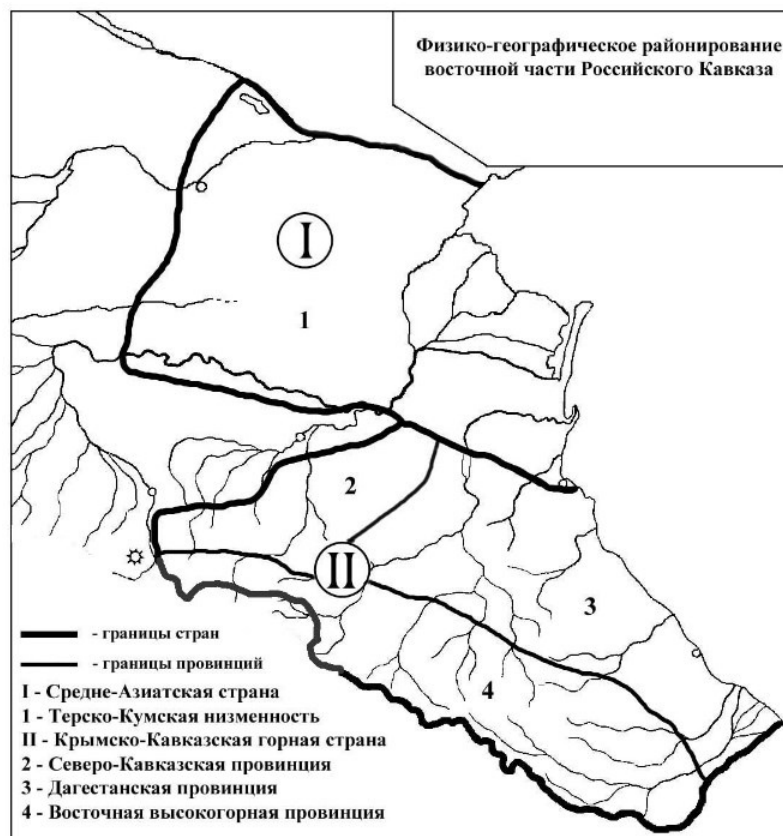 Физико-географическое районирование
восточной части Российского Кавказа
I
1
2
II
3
4
- границы стран
- границы провинций
I - Средне-Азиатская страна
1 - Терско-Кумская низменность
II - Крымско-Кавказская горная страна
2 - Северо-Кавказская провинция
3 - Дагестанская провинция
4 - Восточная высокогорная провинция